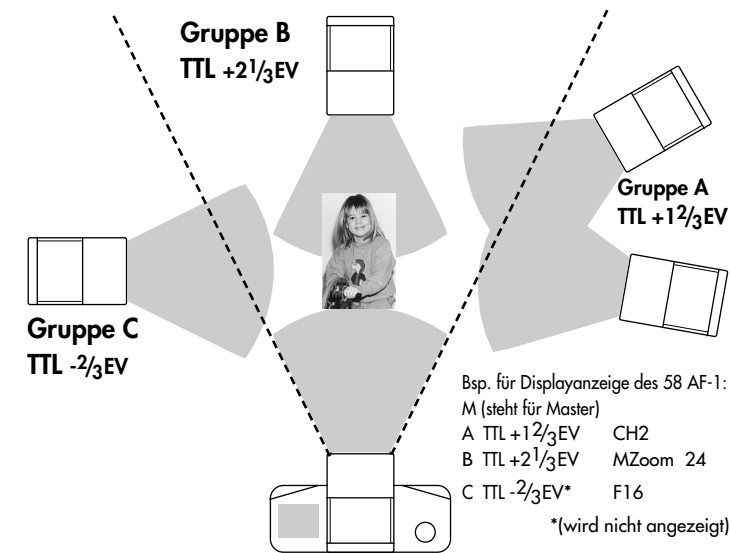 Gruppe B
TTL +2 1/3EV
Gruppe A
TTL +1 2/3EV
Gruppe C
TTL -2/3EV
Bsp. für Displayanzeige des 58 AF-1:
M (steht für Master)
A TTL +1 2/3EV CH2
B TTL +2 1/3EV MZoom 24
C TTL -2/3EV* F16
*(wird nicht angezeigt)